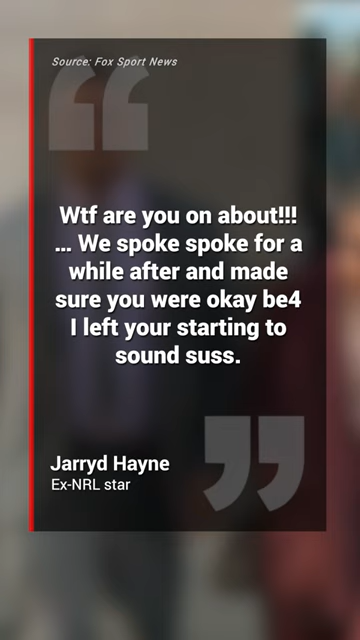 Source: Fox Sport News
Wtf are you on about!!!
... We spoke spoke for a
while after and made
sure you were okay be4
I left your starting to
sound suss.
Jarryd Hayne
Ex-NRL star